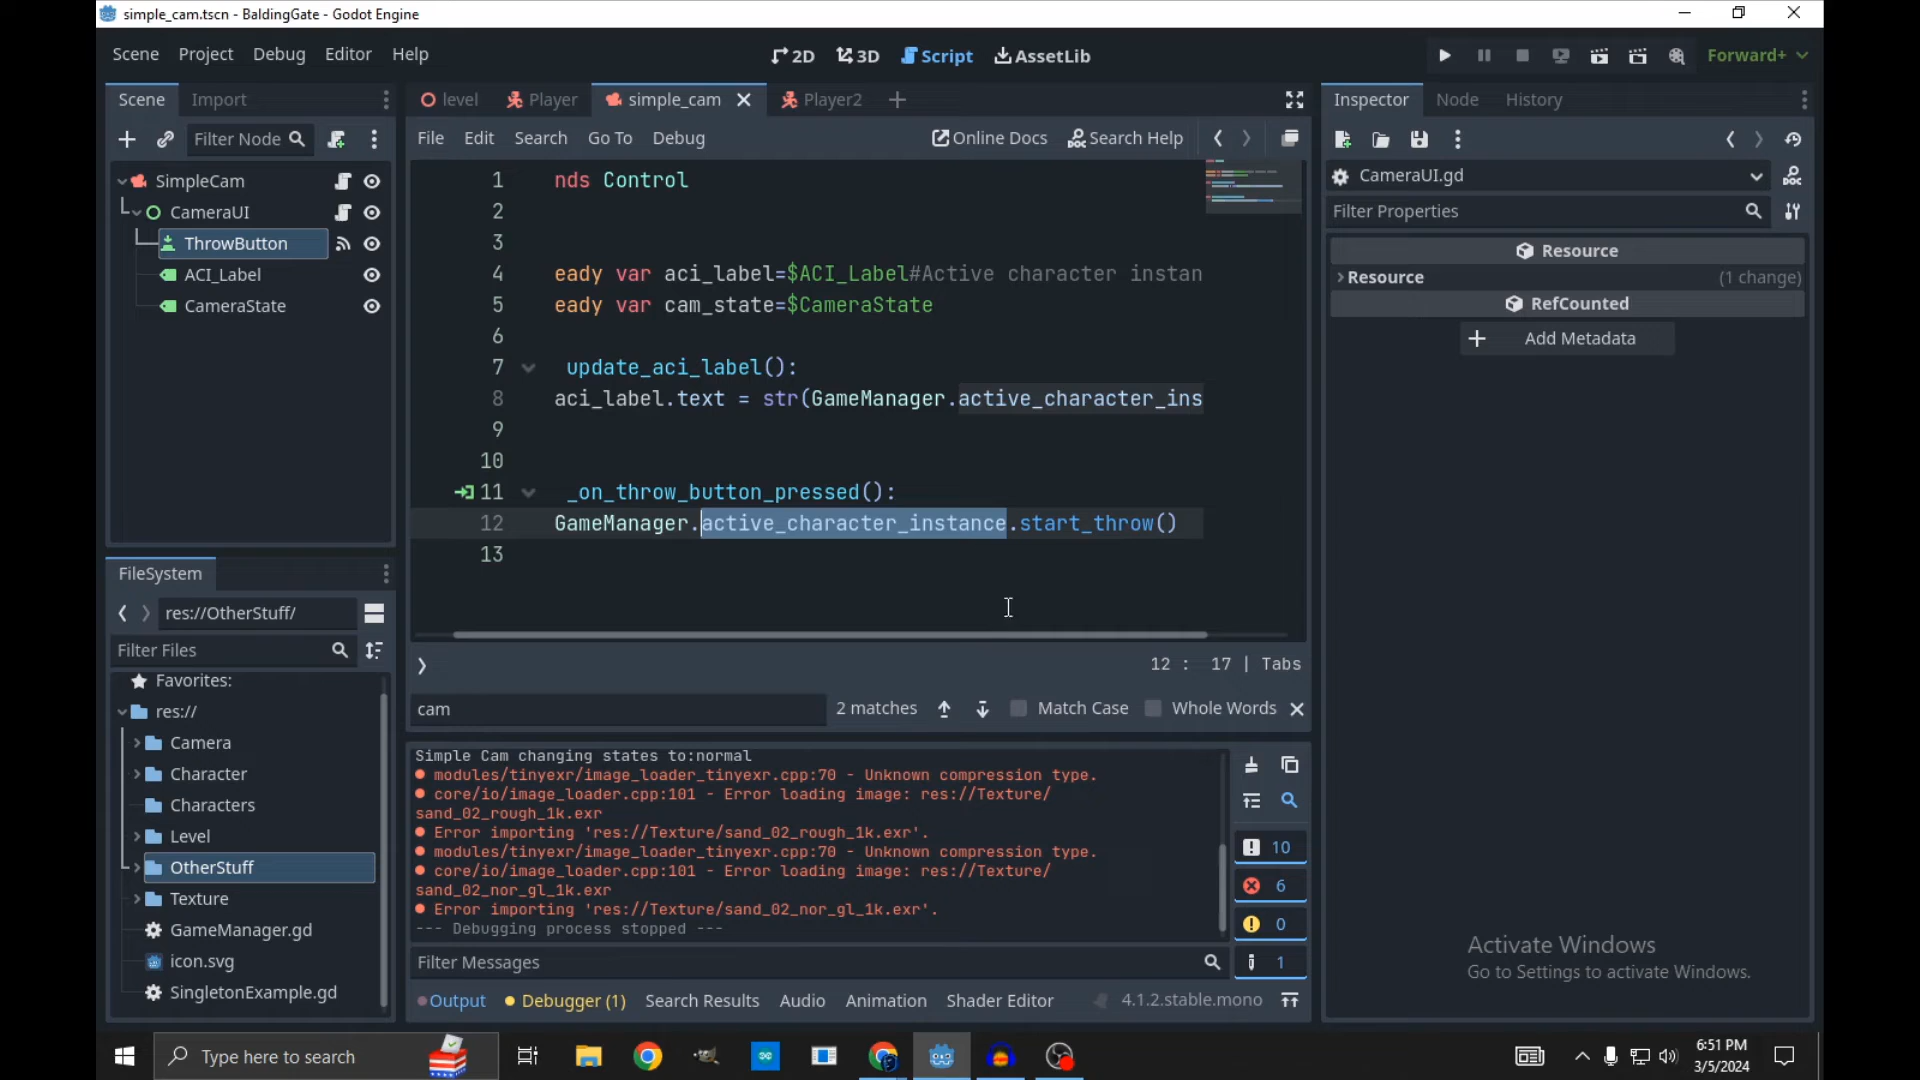 simple_cam.tscn - BaldingGate - Godot Engine
Scene Project Debug Editor Help
2D 3D Script AssetLib
Forward+
Scene Import
level Player simple_cam Player2
Inspector Node History
Filter Node
File Edit Search Go To Debug
Online Docs Search Help
SimpleCam
CameraUI
ThrowButton
ACI_Label
CameraState
CameraUI.gd
Filter Properties
Resource
Resource (1 change)
RefCounted
Add Metadata
1 nds Control
2
3
4 eady var aci_label=$ACI_Label#Active character instan
5 eady var cam_state=$CameraState
6
7 update_aci_label():
8 aci_label.text = str(GameManager.active_character_ins
9
10
11 _on_throw_button_pressed():
12 GameManager.active_character_instance.start_throw()
13
12 : 17 | Tabs
cam 2 matches Match Case Whole Words
FileSystem
res://OtherStuff/
Filter Files
Favorites:
res://
Camera
Character
Characters
Level
OtherStuff
Texture
GameManager.gd
icon.svg
SingletonExample.gd
Simple Cam changing states to:normal
modules/tinyexr/image_loader_tinyexr.cpp:70 - Unknown compression type.
core/io/image_loader.cpp:101 - Error loading image: res://Texture/
sand_02_rough_1k.exr
Error importing 'res://Texture/sand_02_rough_1k.exr'.
modules/tinyexr/image_loader_tinyexr.cpp:70 - Unknown compression type.
core/io/image_loader.cpp:101 - Error loading image: res://Texture/
sand_02_nor_gl_1k.exr
Error importing 'res://Texture/sand_02_nor_gl_1k.exr'.
--- Debugging process stopped ---
10
6
0
1
Filter Messages
Output Debugger (1) Search Results Audio Animation Shader Editor 4.1.2.stable.mono
Activate Windows
Go to Settings to activate Windows.
Type here to search
6:51 PM
3/5/2024